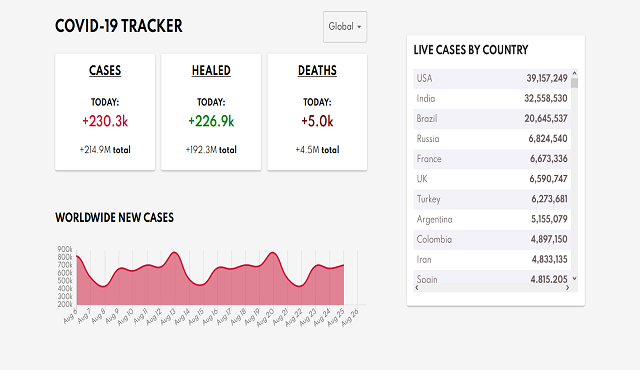 COVID-19 TRACKER
Global
CASES
TODAY:
+230.3k
+214.9M total
HEALED
TODAY:
+226.9k
+192.3M total
DEATHS
TODAY:
+5.0k
+4.5M total
WORLDWIDE NEW CASES
900k
800k
700k
600k
500k
400k
300k
200k
Aug 6
Aug 7
Aug 8
Aug 9
Aug 10
Aug 11
Aug 12
Aug 13
Aug 14
Aug 15
Aug 16
Aug 17
Aug 18
Aug 19
Aug 20
Aug 21
Aug 22
Aug 23
Aug 24
Aug 25
Aug 26
LIVE CASES BY COUNTRY
USA 39,157,249
India 32,558,530
Brazil 20,645,537
Russia 6,824,540
France 6,673,336
UK 6,590,747
Turkey 6,273,681
Argentina 5,155,079
Colombia 4,897,150
Iran 4,833,135
Spain 4,815,205